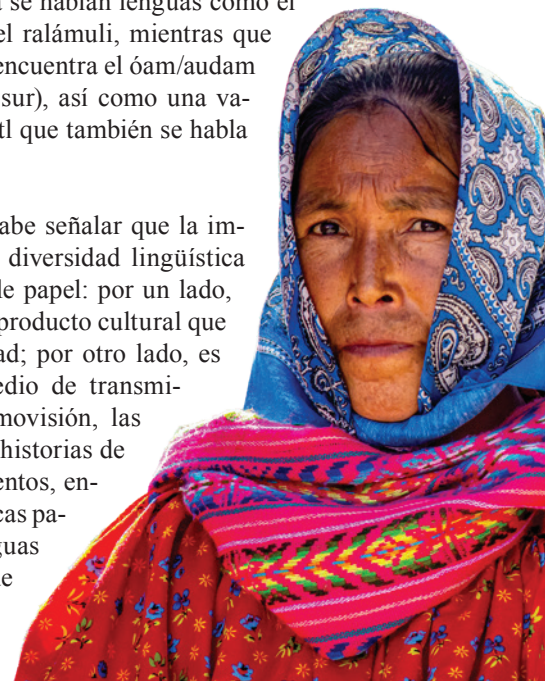 se hablan lenguas como el
el ralámuli, mientras que
encuentra el óam/audam
sur), así como una va-
tl que también se habla
abe señalar que la im-
diversidad lingüística
le papel: por un lado,
producto cultural que
ad; por otro lado, es
edio de transmi-
movisión, las
historias de
entos, en-
cas pa-
guas
e